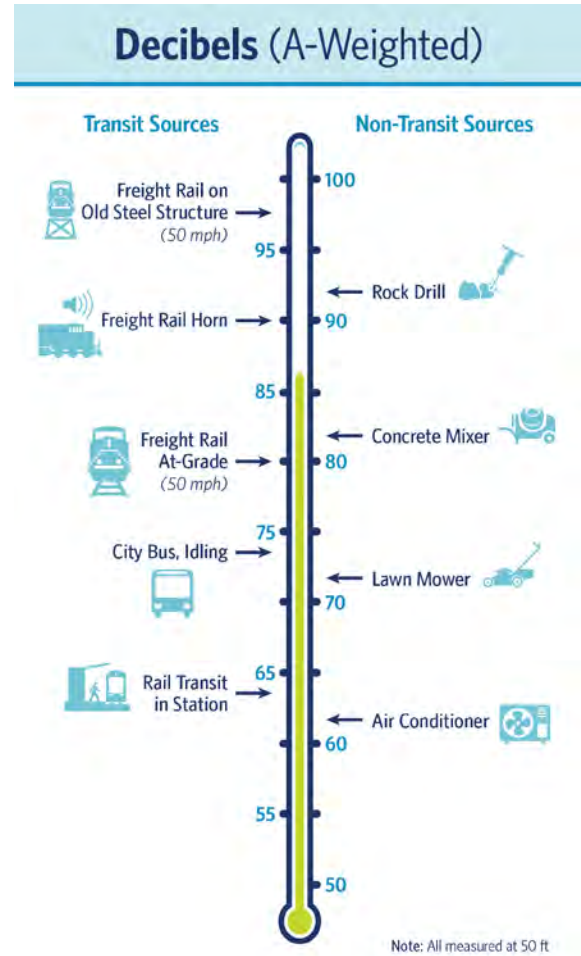 Decibels (A-Weighted)
Transit Sources
Non-Transit Sources
100
Freight Rail on
Old Steel Structure
(50 mph)
95
Rock Drill
Freight Rail Horn
90
85
Concrete Mixer
Freight Rail
At-Grade
(50 mph)
80
75
City Bus, Idling
Lawn Mower
70
65
Rail Transit
in Station
Air Conditioner
60
55
50
Note: All measured at 50 ft